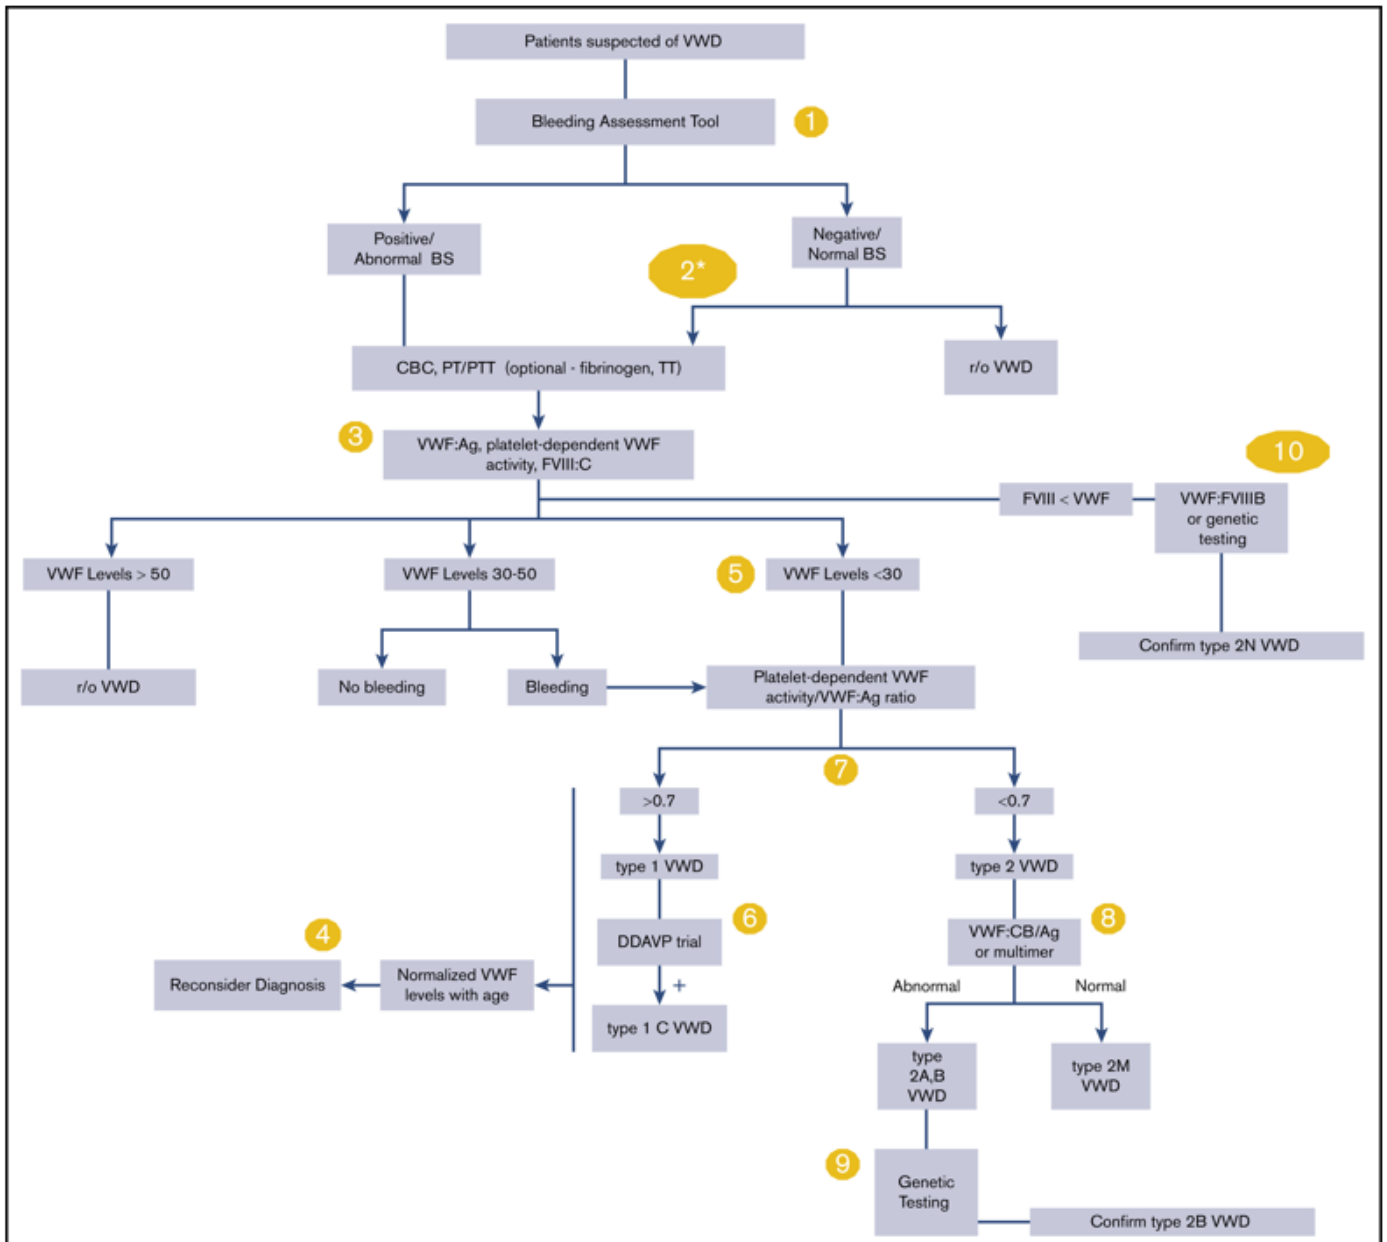 Patients suspected of VWD
Bleeding Assessment Tool
1
Positive/
Abnormal BS
Negative/
Normal BS
2*
CBC, PT/PTT (optional - fibrinogen, TT)
r/o VWD
3
VWF:Ag, platelet-dependent VWF
activity, FVIII:C
10
FVIII < VWF
VWF:FVIIIB
or genetic
testing
VWF Levels > 50
VWF Levels 30-50
5
VWF Levels <30
Confirm type 2N VWD
r/o VWD
No bleeding
Bleeding
Platelet-dependent VWF
activity/VWF:Ag ratio
7
>0.7
<0.7
type 1 VWD
type 2 VWD
6
8
4
DDAVP trial
VWF:CB/Ag
or multimer
Reconsider Diagnosis
Normalized VWF
levels with age
+
Abnormal
Normal
type 1 C VWD
type
2A,B
VWD
type 2M
VWD
9
Genetic
Testing
Confirm type 2B VWD